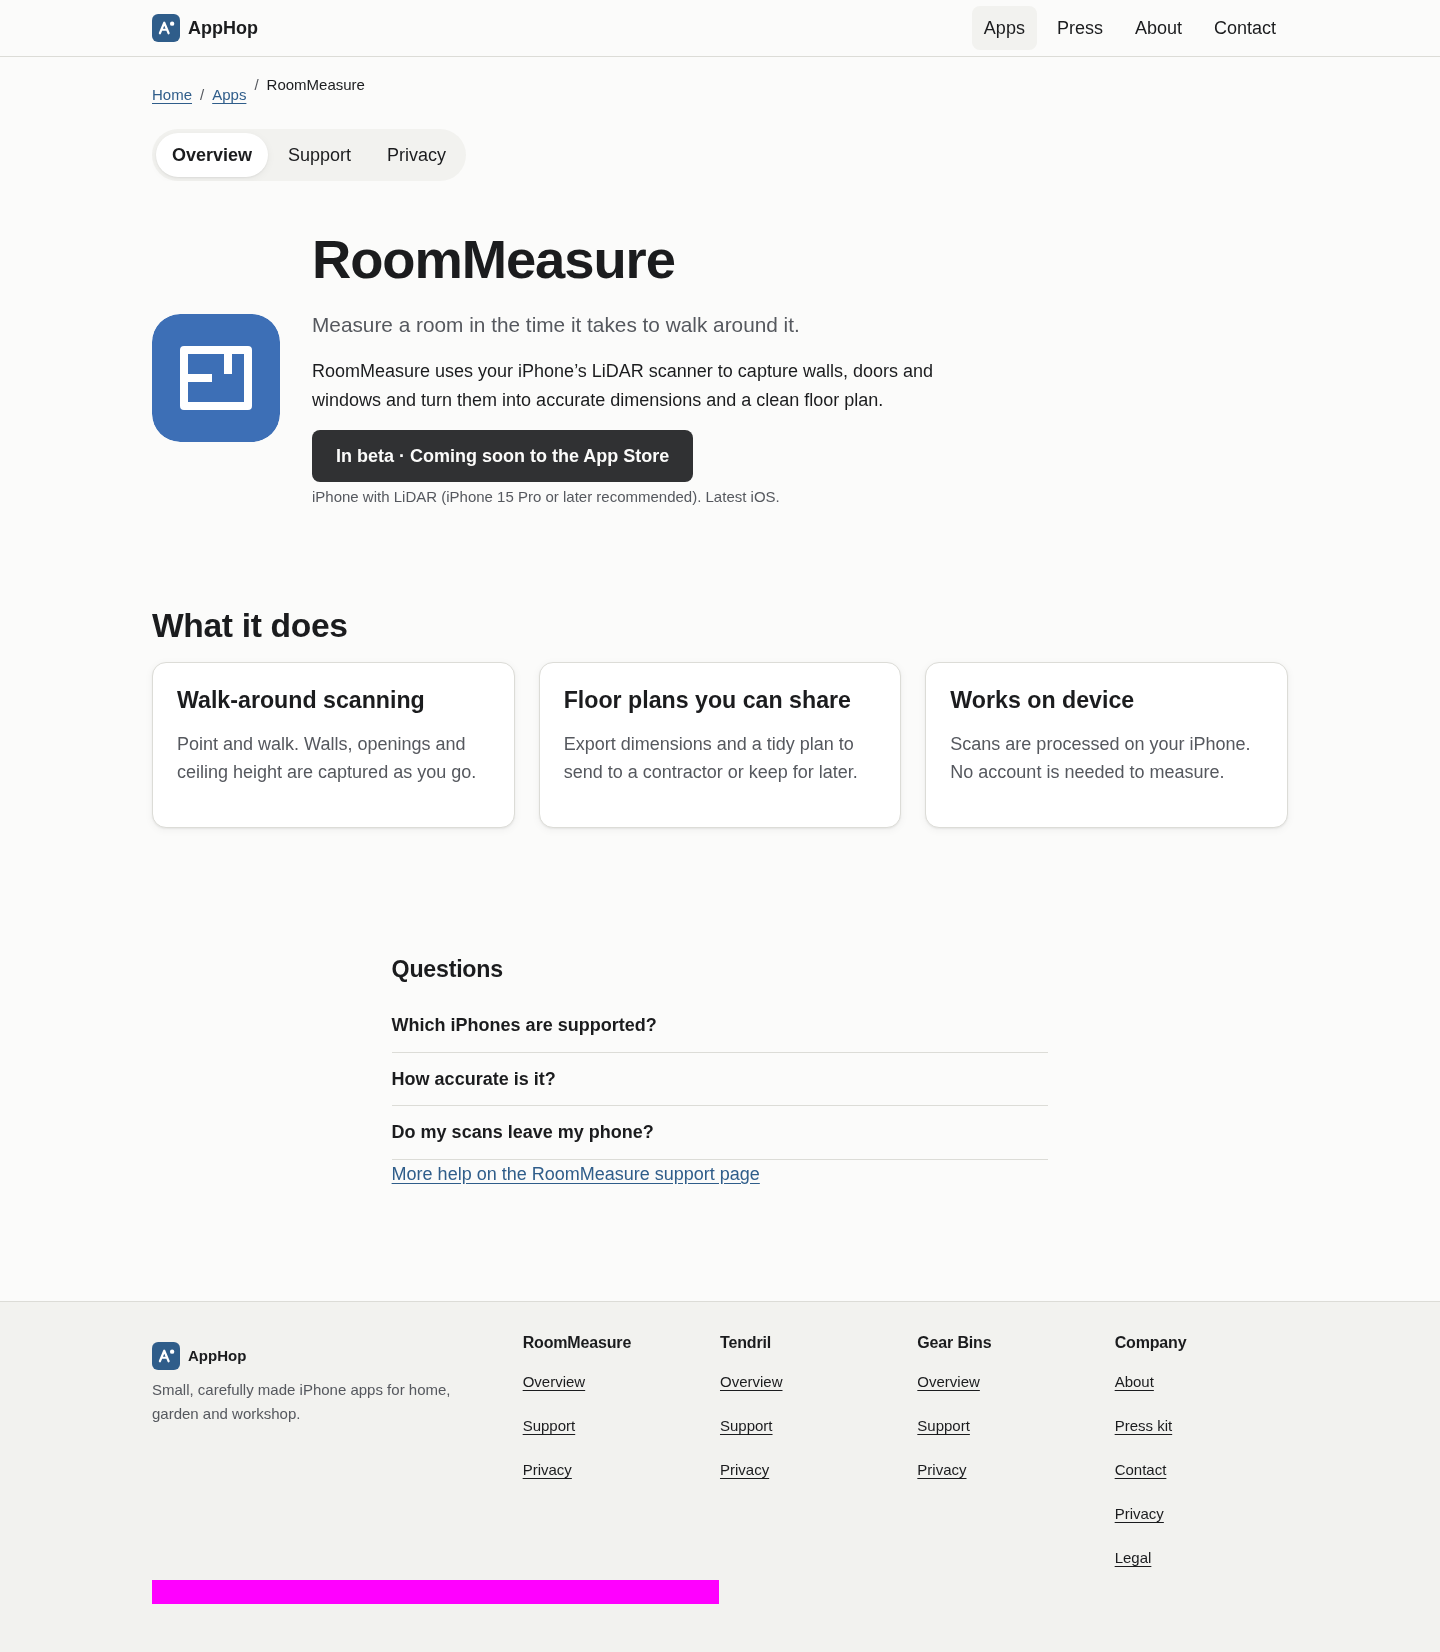 AppHop
Apps
Press
About
Contact
Home / Apps / RoomMeasure
Overview
Support
Privacy
RoomMeasure
Measure a room in the time it takes to walk around it.
RoomMeasure uses your iPhone’s LiDAR scanner to capture walls, doors and
windows and turn them into accurate dimensions and a clean floor plan.
In beta · Coming soon to the App Store
iPhone with LiDAR (iPhone 15 Pro or later recommended). Latest iOS.
What it does
Walk-around scanning
Point and walk. Walls, openings and
ceiling height are captured as you go.
Floor plans you can share
Export dimensions and a tidy plan to
send to a contractor or keep for later.
Works on device
Scans are processed on your iPhone.
No account is needed to measure.
Questions
Which iPhones are supported?
How accurate is it?
Do my scans leave my phone?
More help on the RoomMeasure support page
AppHop
Small, carefully made iPhone apps for home,
garden and workshop.
RoomMeasure
Overview
Support
Privacy
Tendril
Overview
Support
Privacy
Gear Bins
Overview
Support
Privacy
Company
About
Press kit
Contact
Privacy
Legal